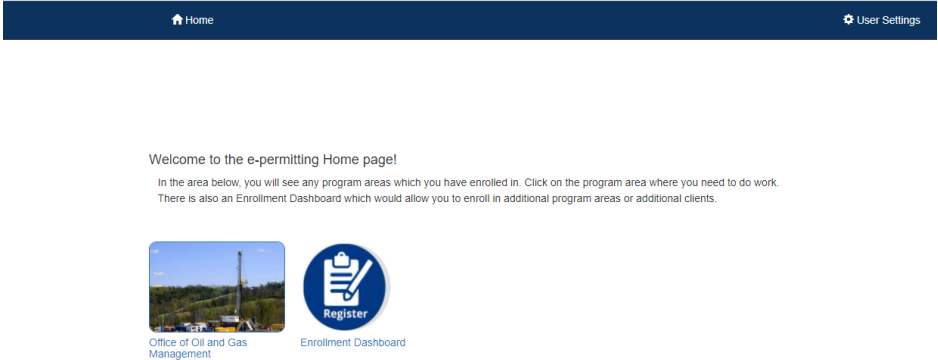 Home
User Settings
Welcome to the e-permitting Home page!
In the area below, you will see any program areas which you have enrolled in. Click on the program area where you need to do work.
There is also an Enrollment Dashboard which would allow you to enroll in additional program areas or additional clients.
Register
Office of Oil and Gas
Management
Enrollment Dashboard